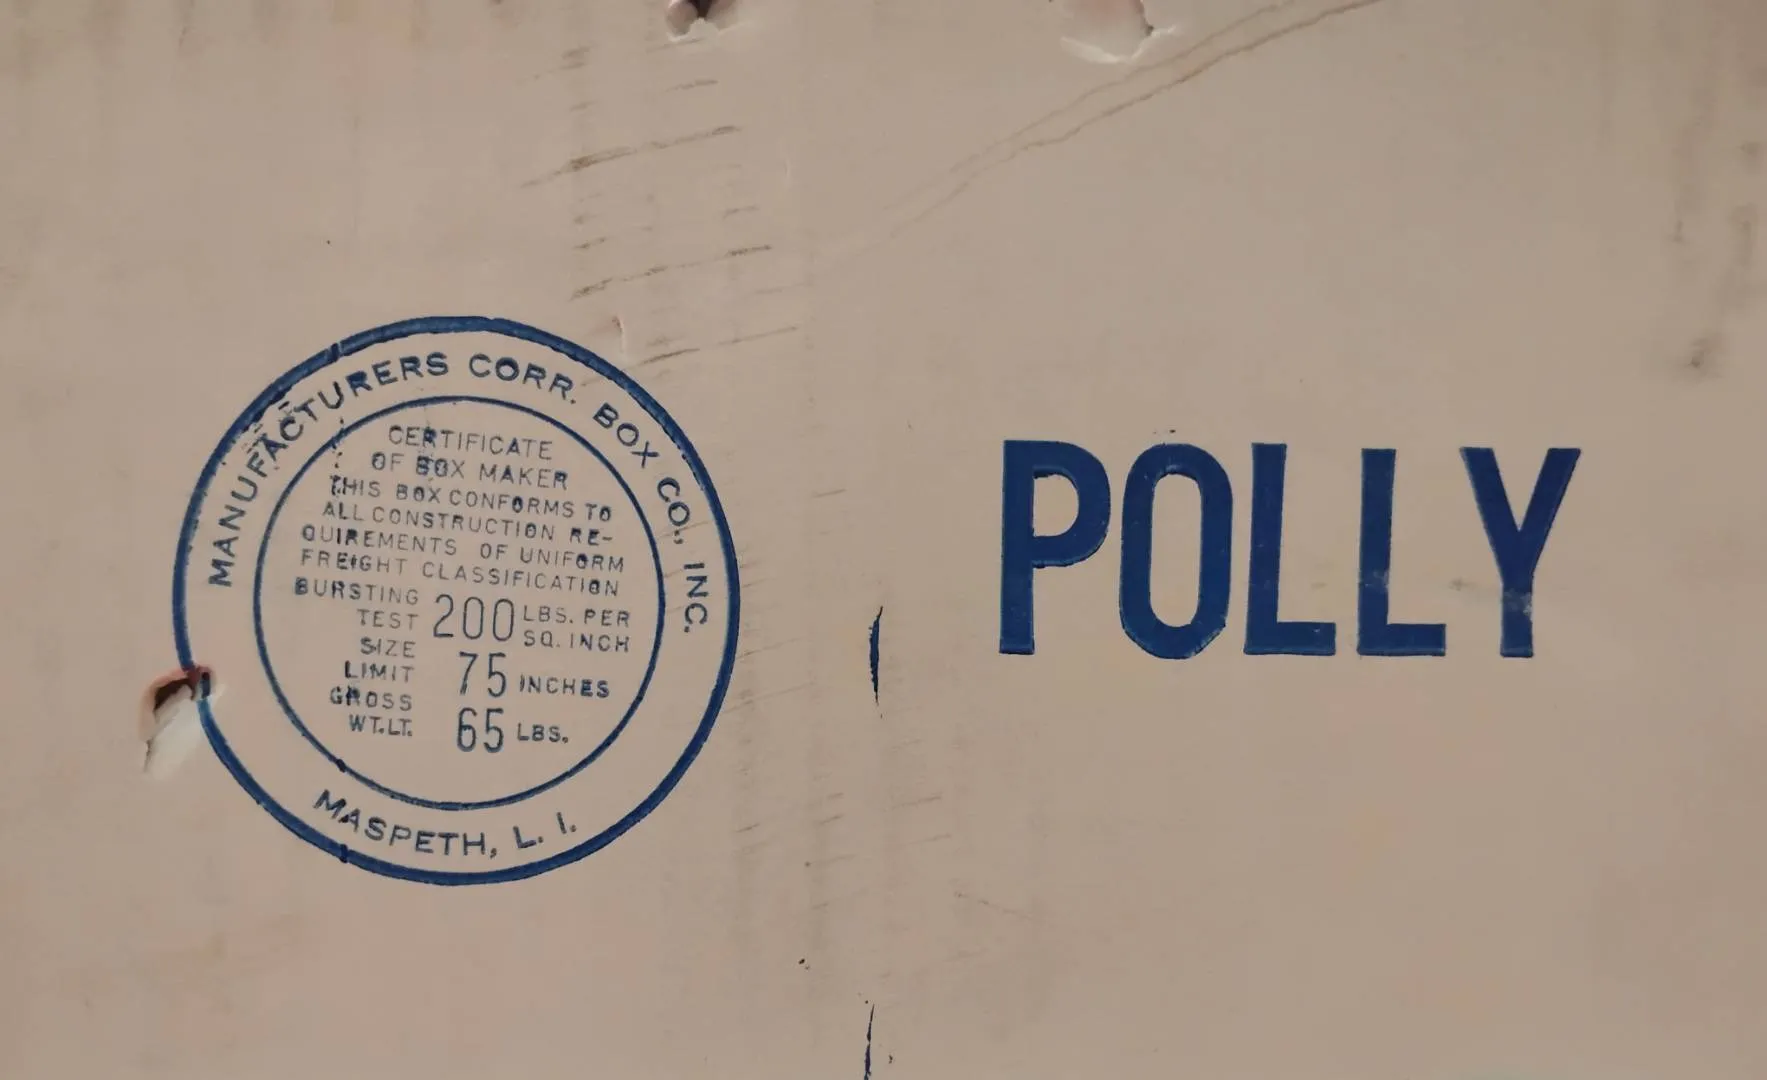 MANUFACTURERS CORR. BOX CO., INC.
CERTIFICATE
OF BOX MAKER
THIS BOX CONFORMS TO
ALL CONSTRUCTION RE-
QUIREMENTS OF UNIFORM
FREIGHT CLASSIFICATION
BURSTING
TEST 200 LBS. PER
SQ. INCH
SIZE
LIMIT 75 INCHES
GROSS
WT. LT. 65 LBS.
MASPETH, L. I.
POLLY